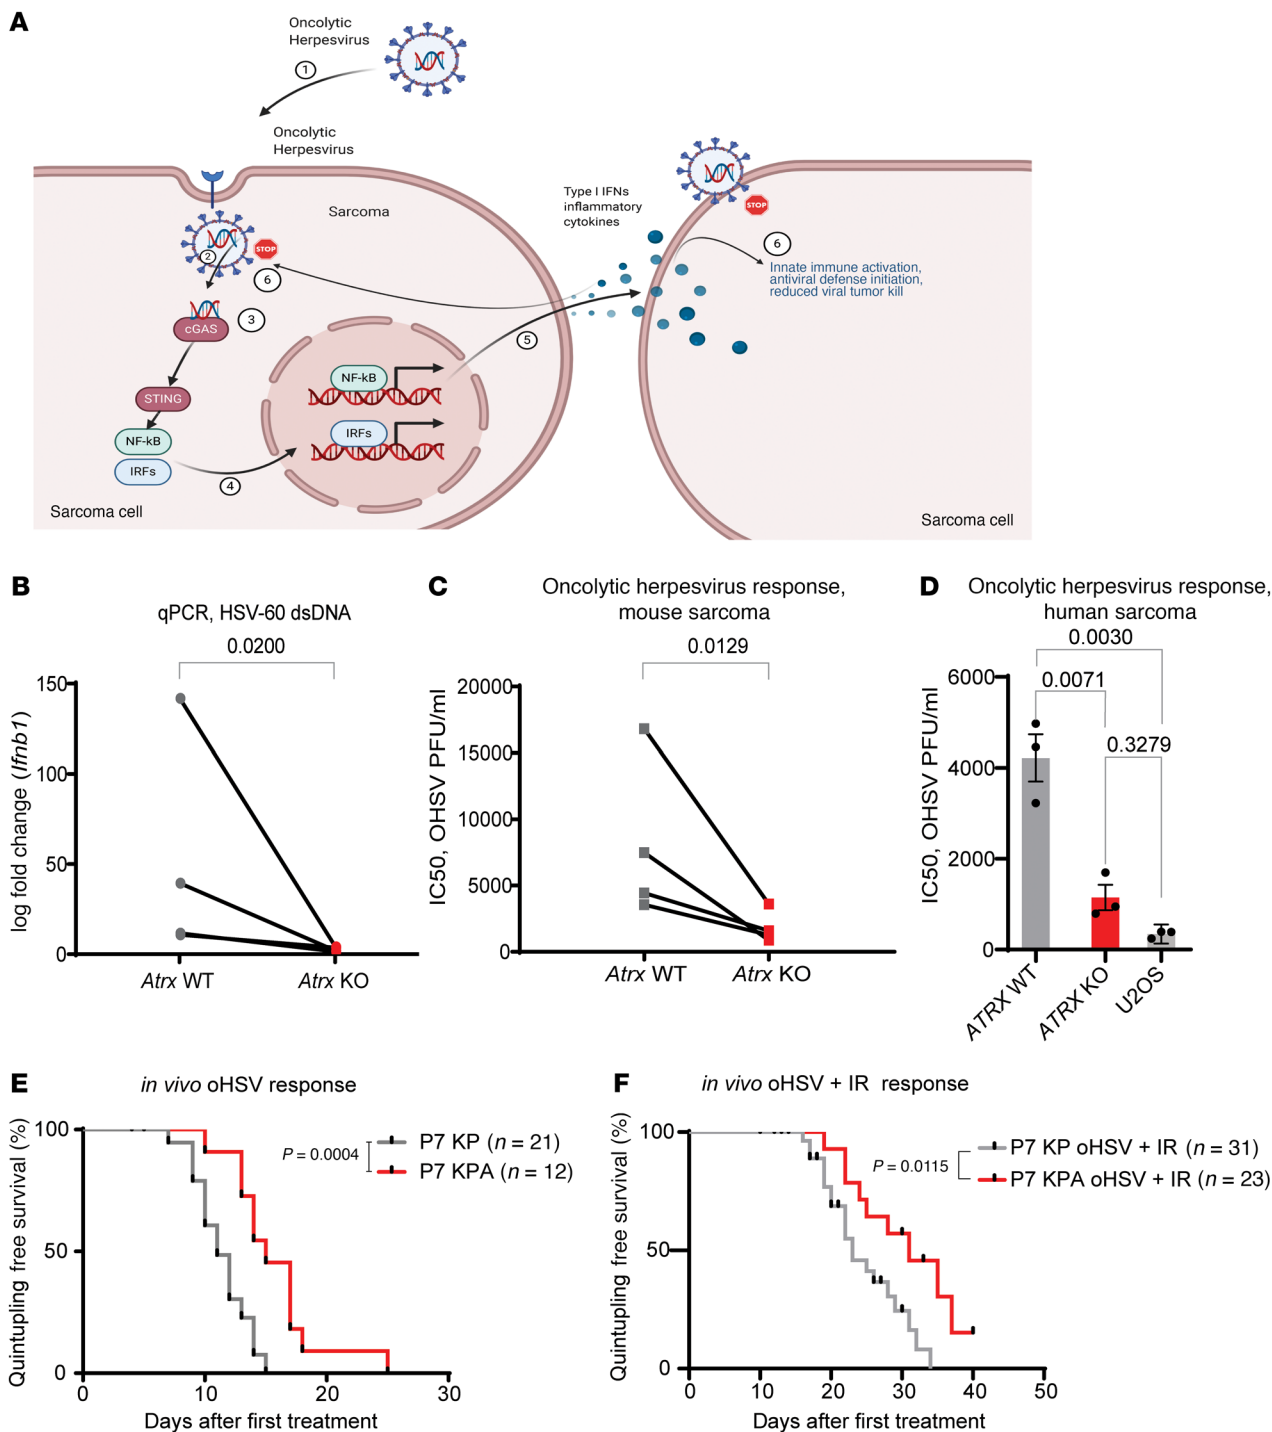 A
Oncolytic
Herpesvirus
1
Oncolytic
Herpesvirus
Sarcoma
Type I IFNs
inflammatory
cytokines
STOP
STOP
2
6
6
Innate immune activation,
antiviral defense initiation,
reduced viral tumor kill
3
cGAS
5
NF-kB
STING
IRFs
NF-kB
IRFs
4
Sarcoma cell
Sarcoma cell
B
qPCR, HSV-60 dsDNA
0.0200
log fold change (Ifnb1)
150
100
50
0
Atrx WT
Atrx KO
C
Oncolytic herpesvirus response,
mouse sarcoma
0.0129
IC50, OHSV PFU/ml
20000
15000
10000
5000
0
Atrx WT
Atrx KO
D
Oncolytic herpesvirus response,
human sarcoma
0.0030
0.0071
0.3279
IC50, OHSV PFU/ml
6000
4000
2000
0
ATRX WT
ATRX KO
U2OS
E
in vivo oHSV response
Quintupling free survival (%)
100
50
0
P = 0.0004
P7 KP (n = 21)
P7 KPA (n = 12)
0
10
20
30
Days after first treatment
F
in vivo oHSV + IR response
Quintupling free survival (%)
100
50
0
P = 0.0115
P7 KP oHSV + IR (n = 31)
P7 KPA oHSV + IR (n = 23)
0
10
20
30
40
50
Days after first treatment